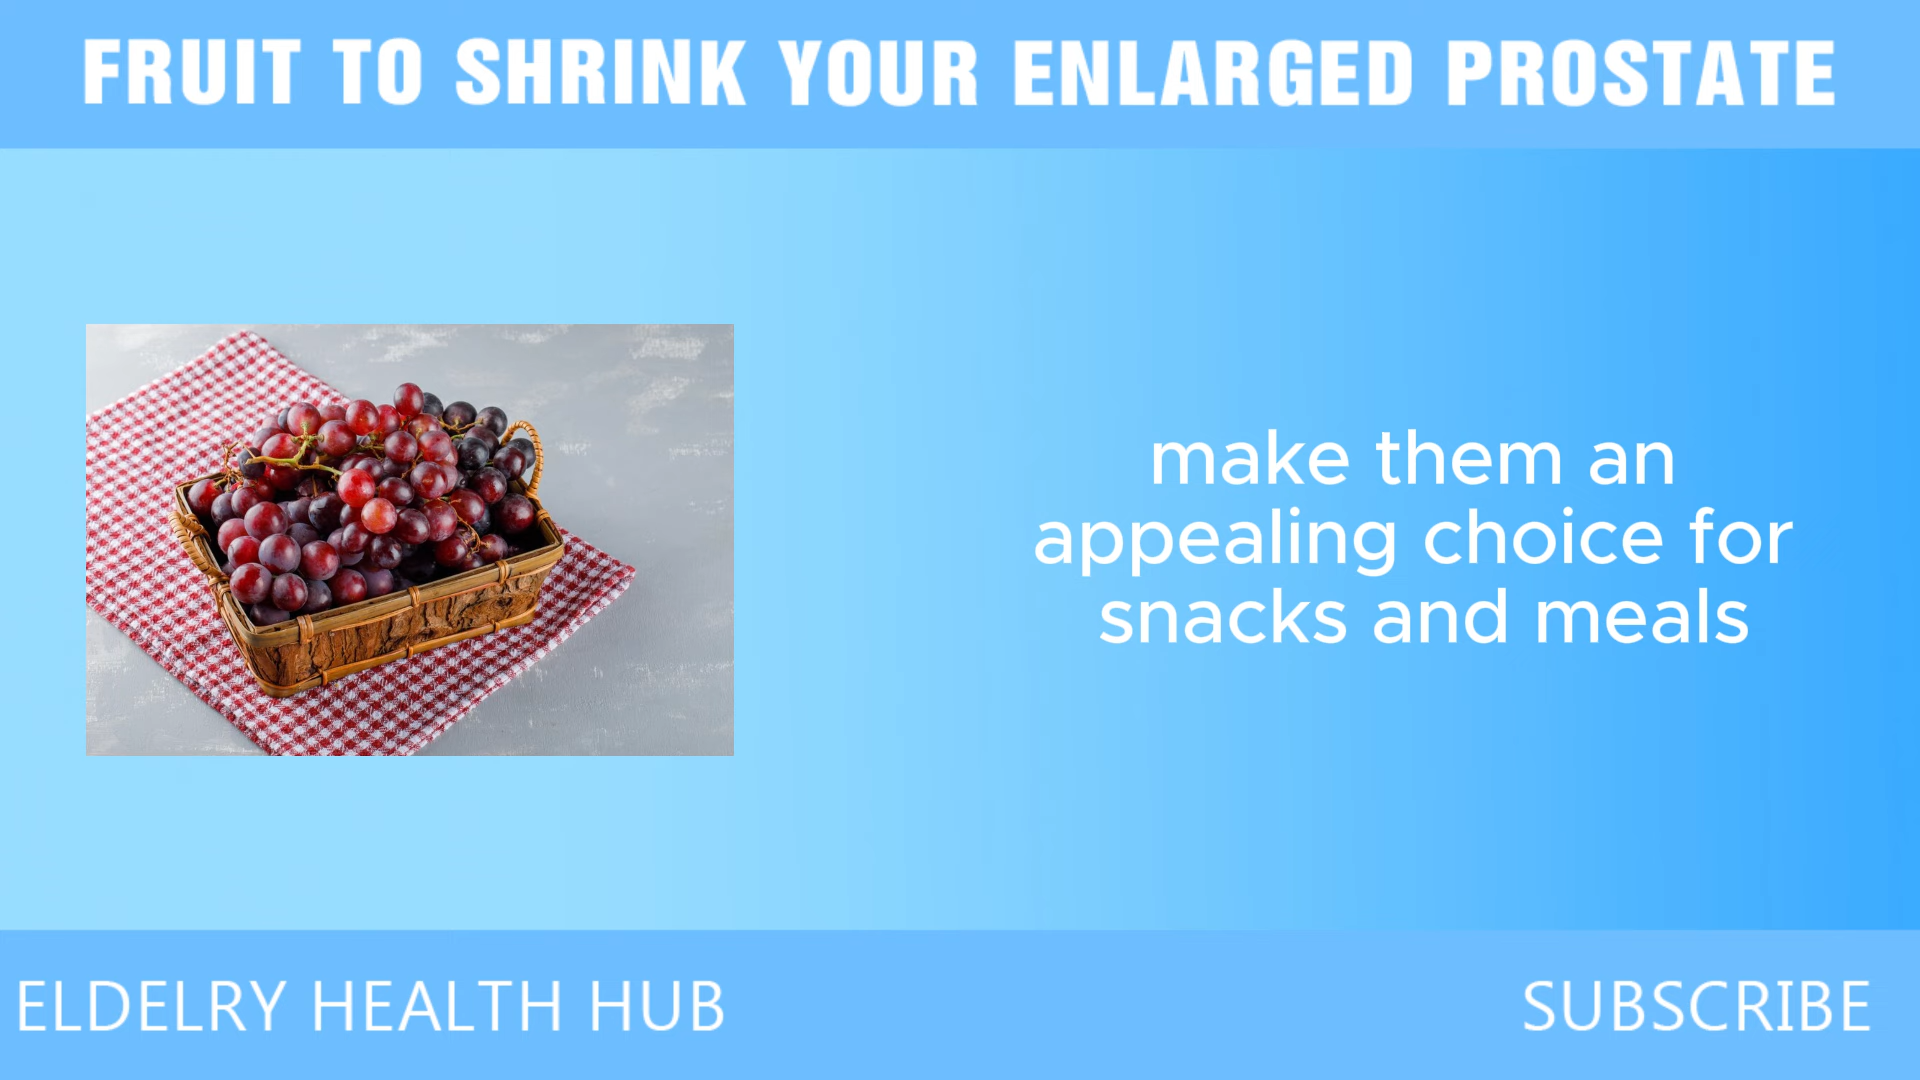 FRUIT TO SHRINK YOUR ENLARGED PROSTATE
make them an
appealing choice for
snacks and meals
ELDELRY HEALTH HUB
SUBSCRIBE